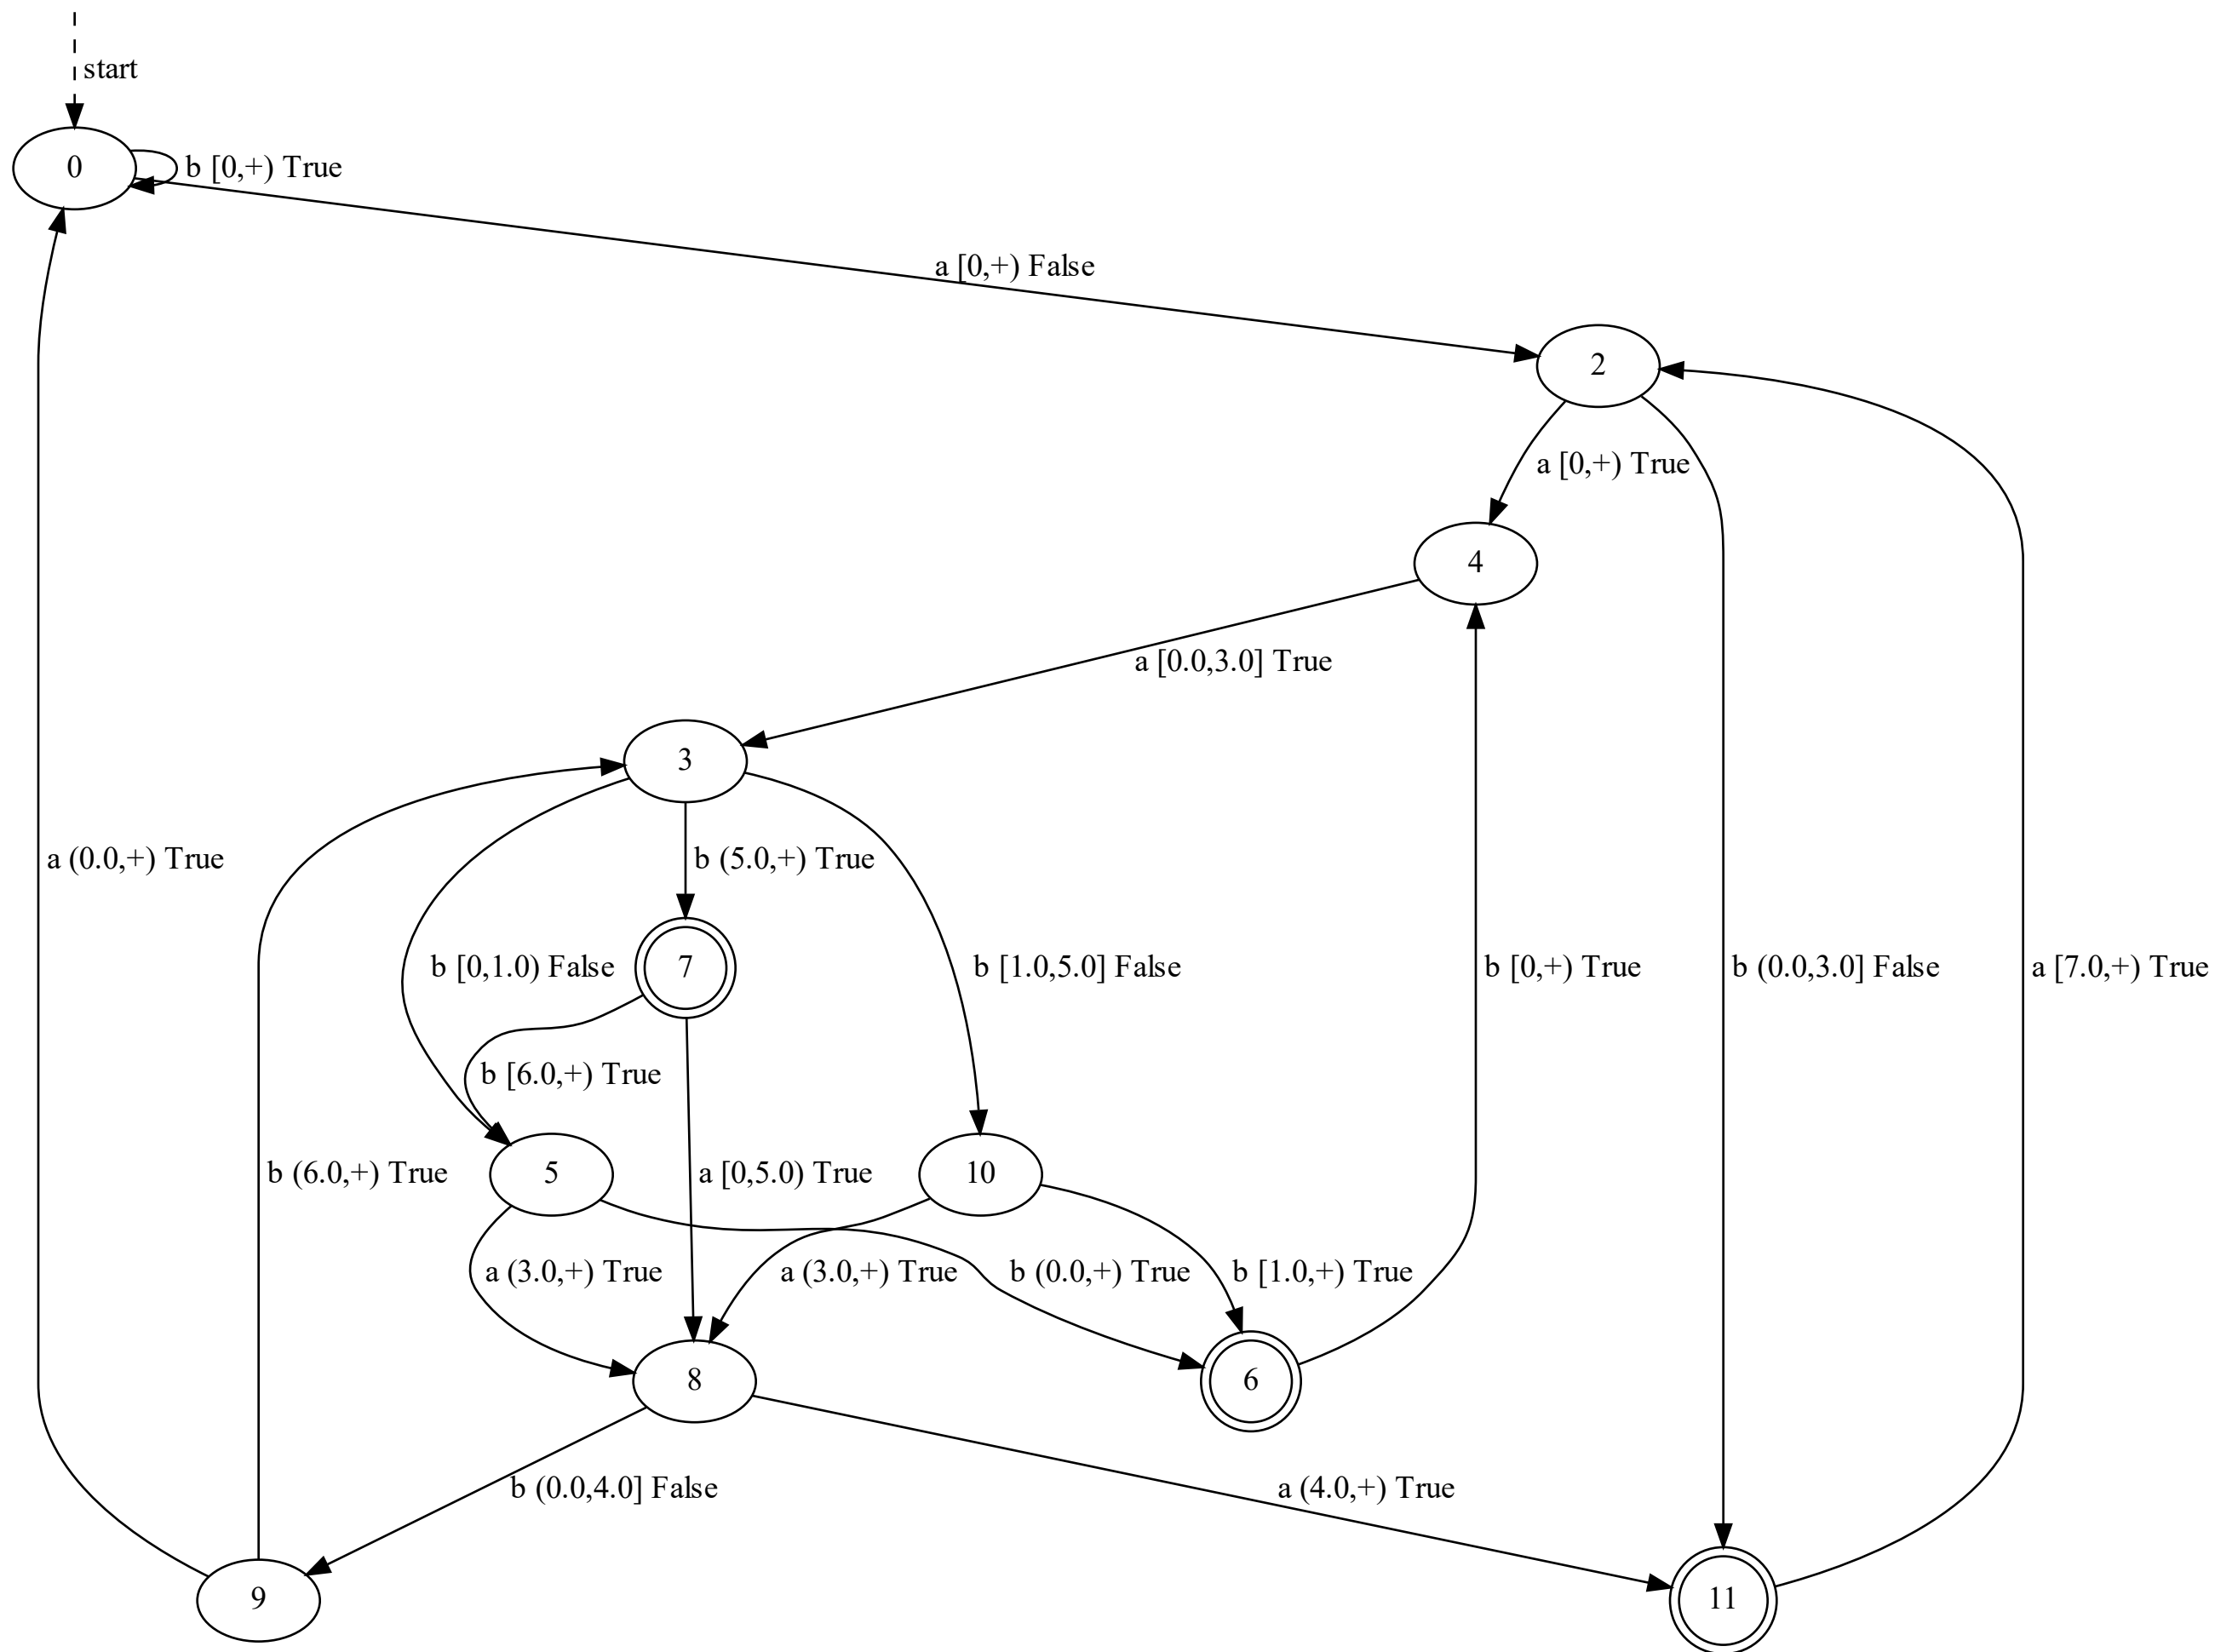 start
0
b [0,+) True
a [0,+) False
2
a [0,+) True
4
a [0.0,3.0] True
3
a (0.0,+) True
b (5.0,+) True
b [0,1.0) False
7
b [1.0,5.0] False
b [0,+) True
b (0.0,3.0] False
a [7.0,+) True
b [6.0,+) True
b (6.0,+) True
5
a [0,5.0) True
10
a (3.0,+) True
a (3.0,+) True
b (0.0,+) True
b [1.0,+) True
8
6
b (0.0,4.0] False
a (4.0,+) True
9
11